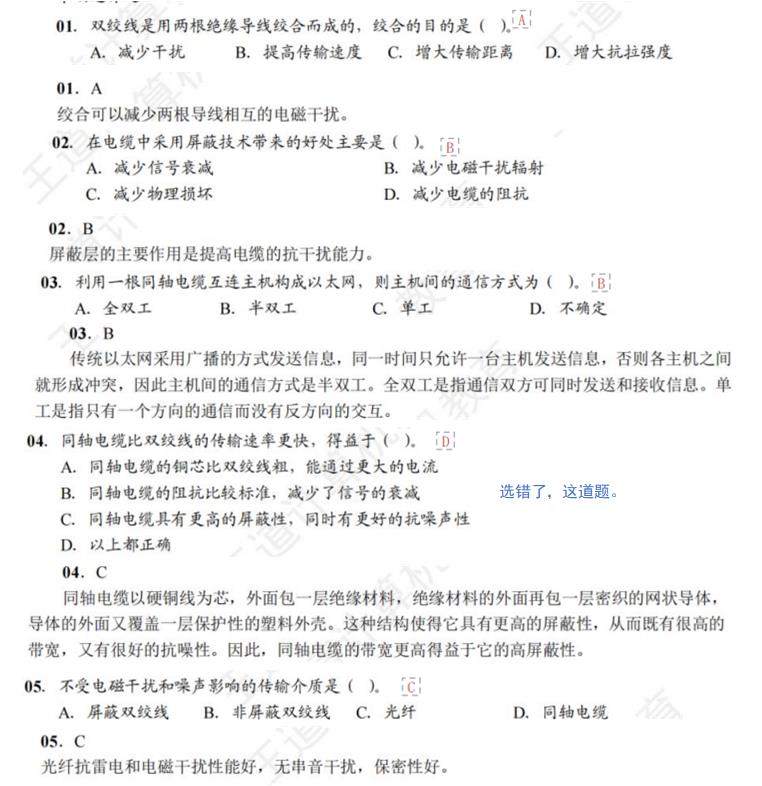 01. 双绞线是用两根绝缘导线绞合而成的，绞合的目的是（ ）。A
A. 减少干扰 B. 提高传输速度 C. 增大传输距离 D. 增大抗拉强度
01. A
绞合可以减少两根导线相互的电磁干扰。
02. 在电缆中采用屏蔽技术带来的好处主要是（ ）。B
A. 减少信号衰减 B. 减少电磁干扰辐射
C. 减少物理损坏 D. 减少电缆的阻抗
02. B
屏蔽层的主要作用是提高电缆的抗干扰能力。
03. 利用一根同轴电缆互连主机构成以太网，则主机间的通信方式为（ ）。B
A. 全双工 B. 半双工 C. 单工 D. 不确定
03. B
传统以太网采用广播的方式发送信息，同一时间只允许一台主机发送信息，否则各主机之间
就形成冲突，因此主机间的通信方式是半双工。全双工是指通信双方可同时发送和接收信息。单
工是指只有一个方向的通信而没有反方向的交互。
04. 同轴电缆比双绞线的传输速率更快，得益于（ ）。D
A. 同轴电缆的铜芯比双绞线粗，能通过更大的电流
B. 同轴电缆的阻抗比较标准，减少了信号的衰减 选错了，这道题。
C. 同轴电缆具有更高的屏蔽性，同时有更好的抗噪声性
D. 以上都正确
04. C
同轴电缆以硬铜线为芯，外面包一层绝缘材料，绝缘材料的外面再包一层密织的网状导体，
导体的外面又覆盖一层保护性的塑料外壳。这种结构使得它具有更高的屏蔽性，从而既有很高的
带宽，又有很好的抗噪性。因此，同轴电缆的带宽更高得益于它的高屏蔽性。
05. 不受电磁干扰和噪声影响的传输介质是（ ）。C
A. 屏蔽双绞线 B. 非屏蔽双绞线 C. 光纤 D. 同轴电缆
05. C
光纤抗雷电和电磁干扰性能好，无串音干扰，保密性好。